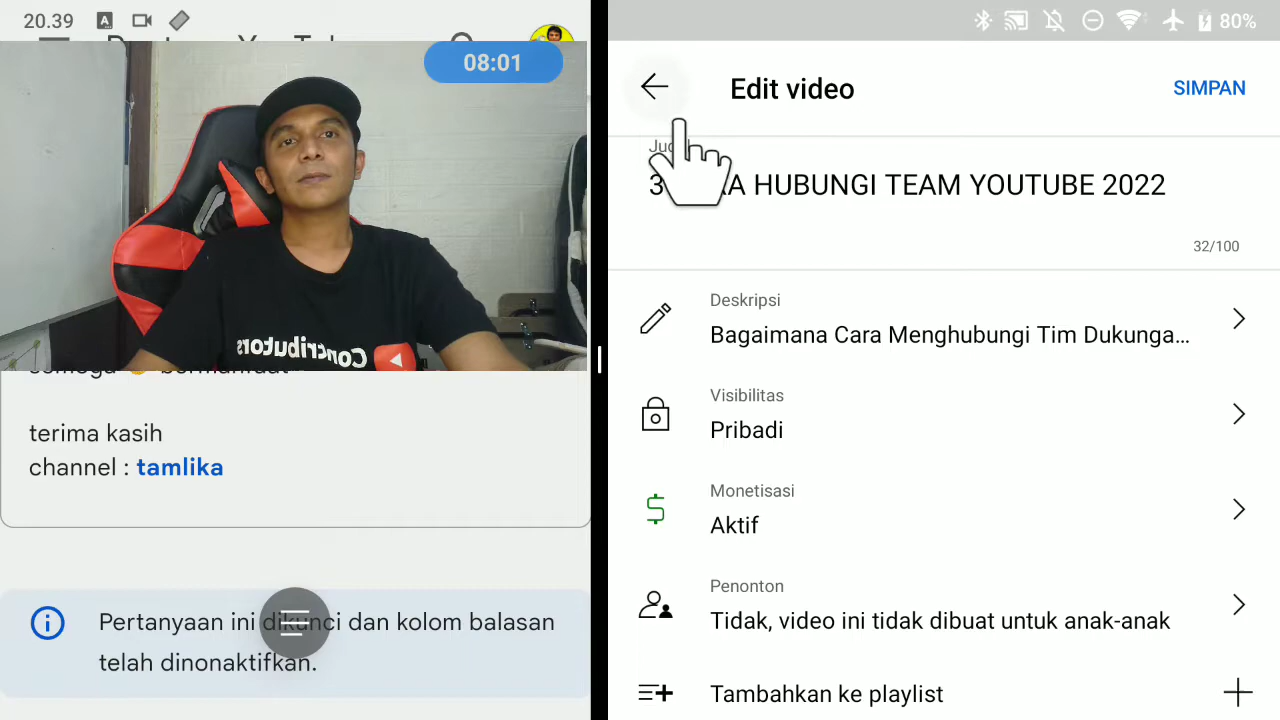 20.39
08:01
terima kasih
channel : tamlika
Pertanyaan ini dikunci dan kolom balasan
telah dinonaktifkan.
80%
Edit video
SIMPAN
HUBUNGI TEAM YOUTUBE 2022
32/100
Deskripsi
Bagaimana Cara Menghubungi Tim Dukunga...
Visibilitas
Pribadi
Monetisasi
Aktif
Penonton
Tidak, video ini tidak dibuat untuk anak-anak
Tambahkan ke playlist
Contributors